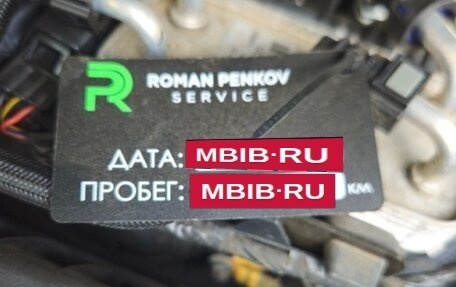 ROMAN PENKOV
SERVICE
ДАТА: MBIB·RU
ПРОБЕГ: MBIB·RU КМ